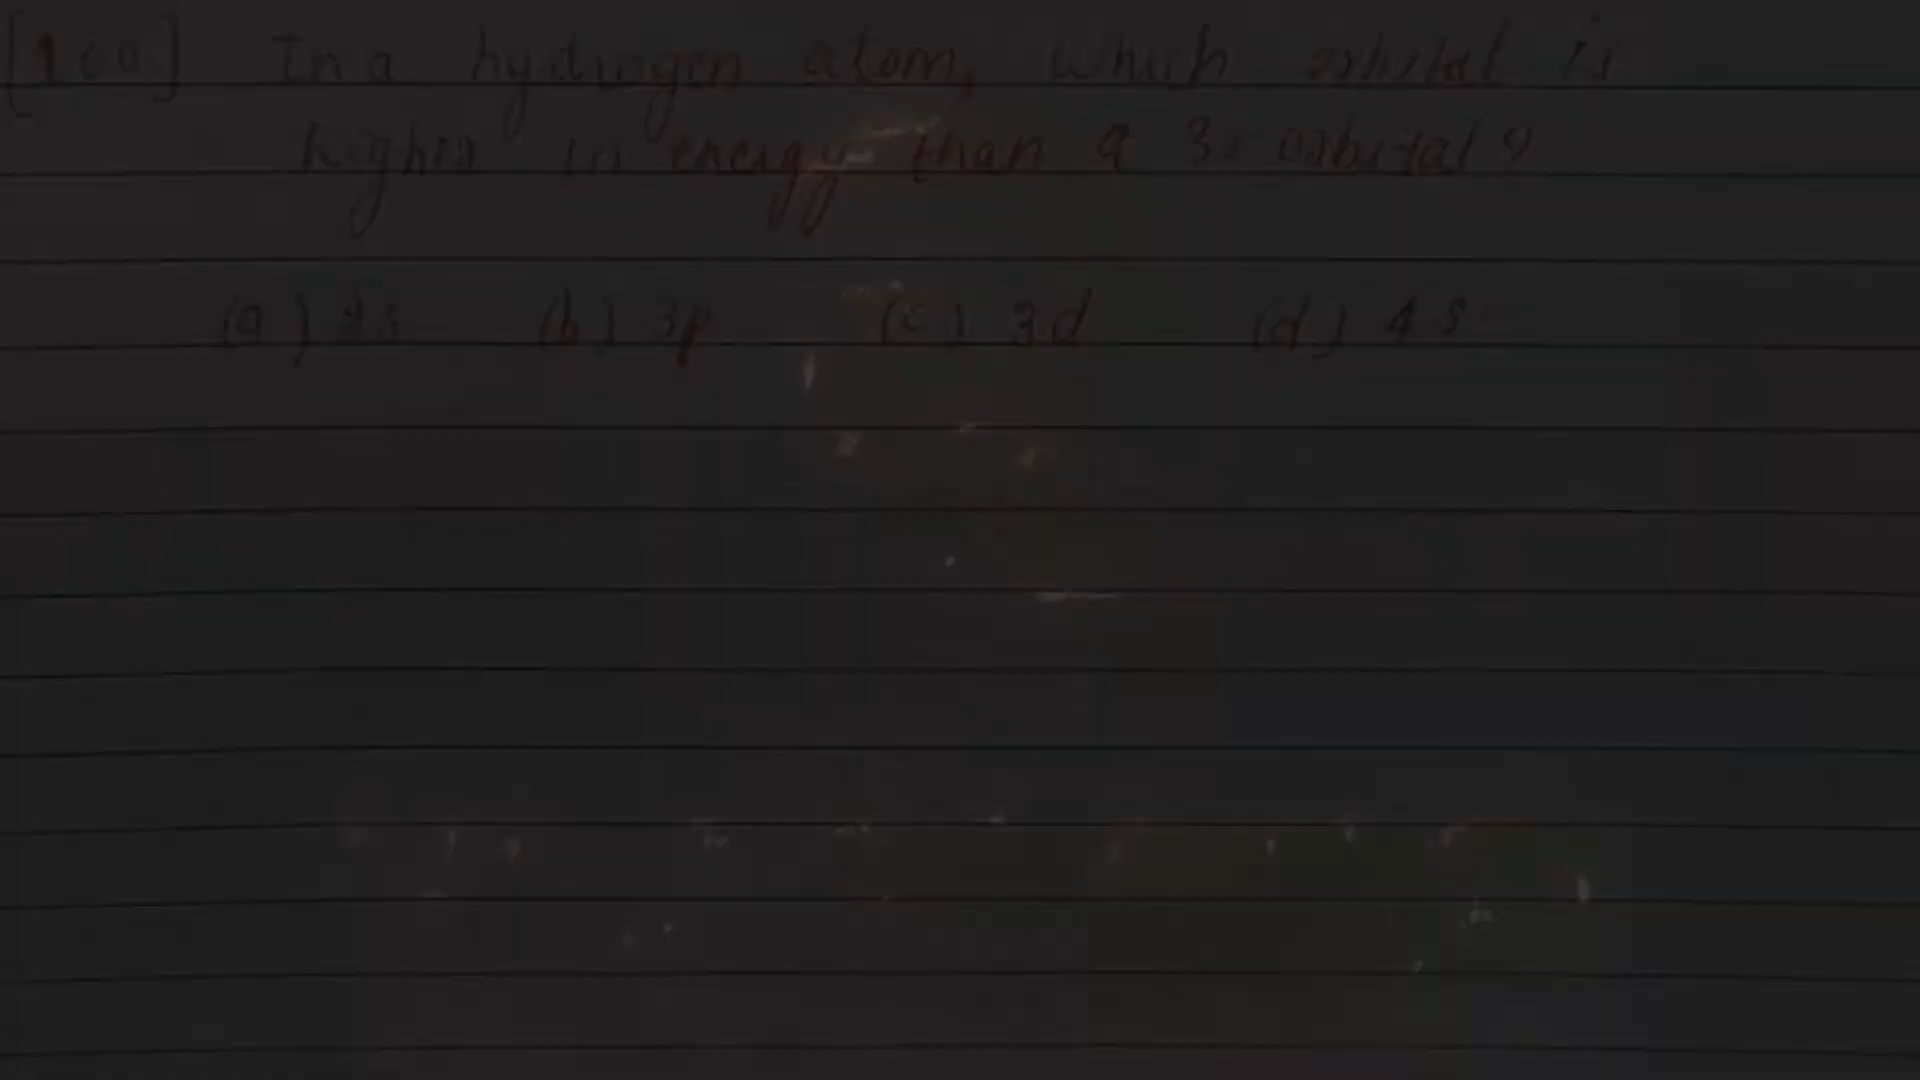 [100] In a hydrogen atom, which orbital is
higher in energy than a 3s orbital ?
(a) 2s (b) 3p (c) 3d (d) 4s